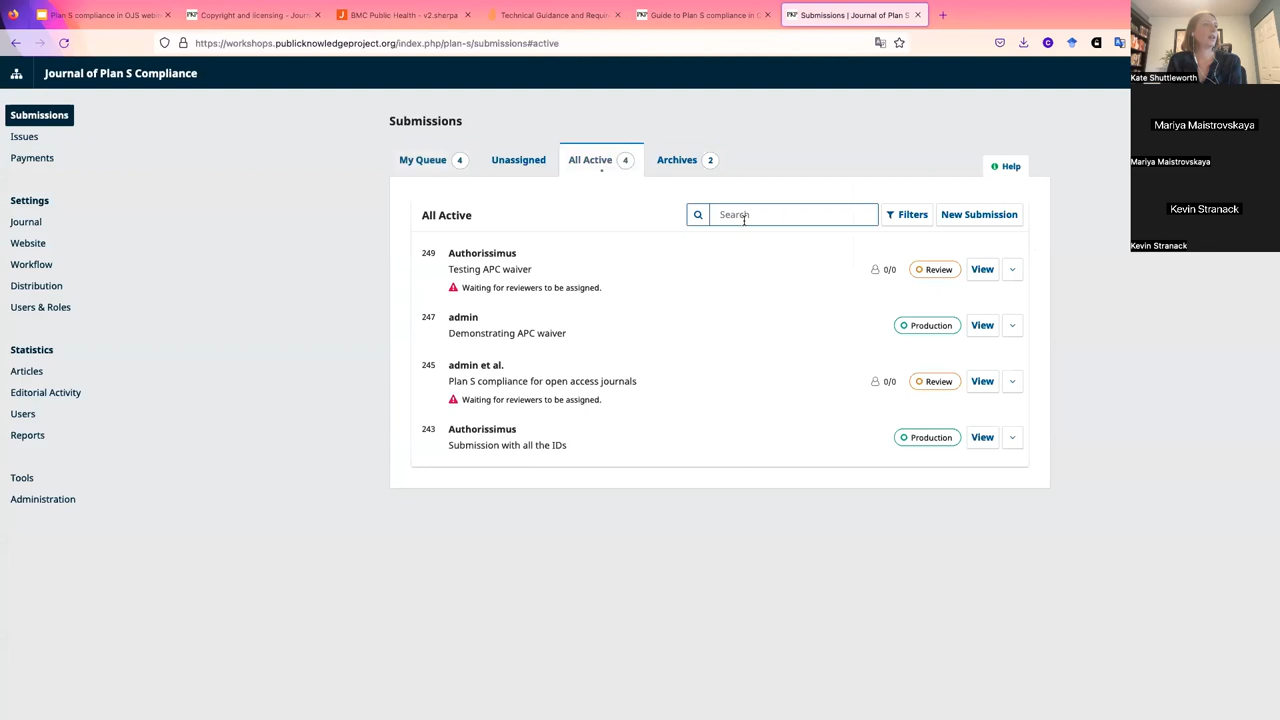 Plan S compliance in OJS webi
Copyright and licensing - Journ
BMC Public Health - v2.sherpa
Technical Guidance and Requir
Guide to Plan S compliance in O
Submissions | Journal of Plan S
https://workshops.publicknowledgeproject.org/index.php/plan-s/submissions#active
Journal of Plan S Compliance
Kate Shuttleworth
Mariya Maistrovskaya
Mariya Maistrovskaya
Kevin Stranack
Kevin Stranack
Submissions
Issues
Payments
Settings
Journal
Website
Workflow
Distribution
Users & Roles
Statistics
Articles
Editorial Activity
Users
Reports
Tools
Administration
Submissions
My Queue 4 Unassigned All Active 4 Archives 2
Help
All Active Search Filters New Submission
249 Authorissimus
Testing APC waiver 0/0 Review View
Waiting for reviewers to be assigned.
247 admin
Demonstrating APC waiver Production View
245 admin et al.
Plan S compliance for open access journals 0/0 Review View
Waiting for reviewers to be assigned.
243 Authorissimus
Submission with all the IDs Production View